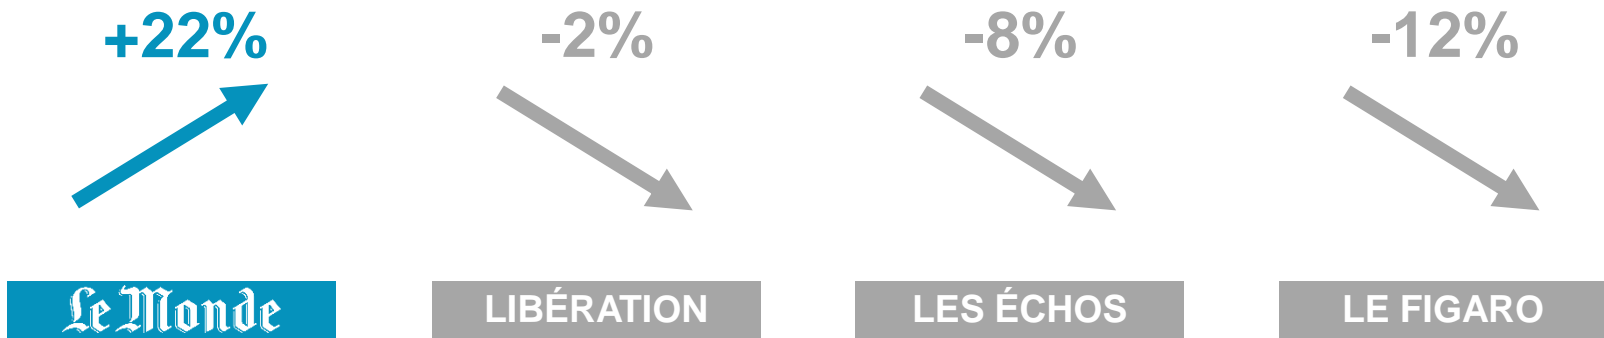 +22% -2% -8% -12%
Le Monde LIBÉRATION LES ÉCHOS LE FIGARO